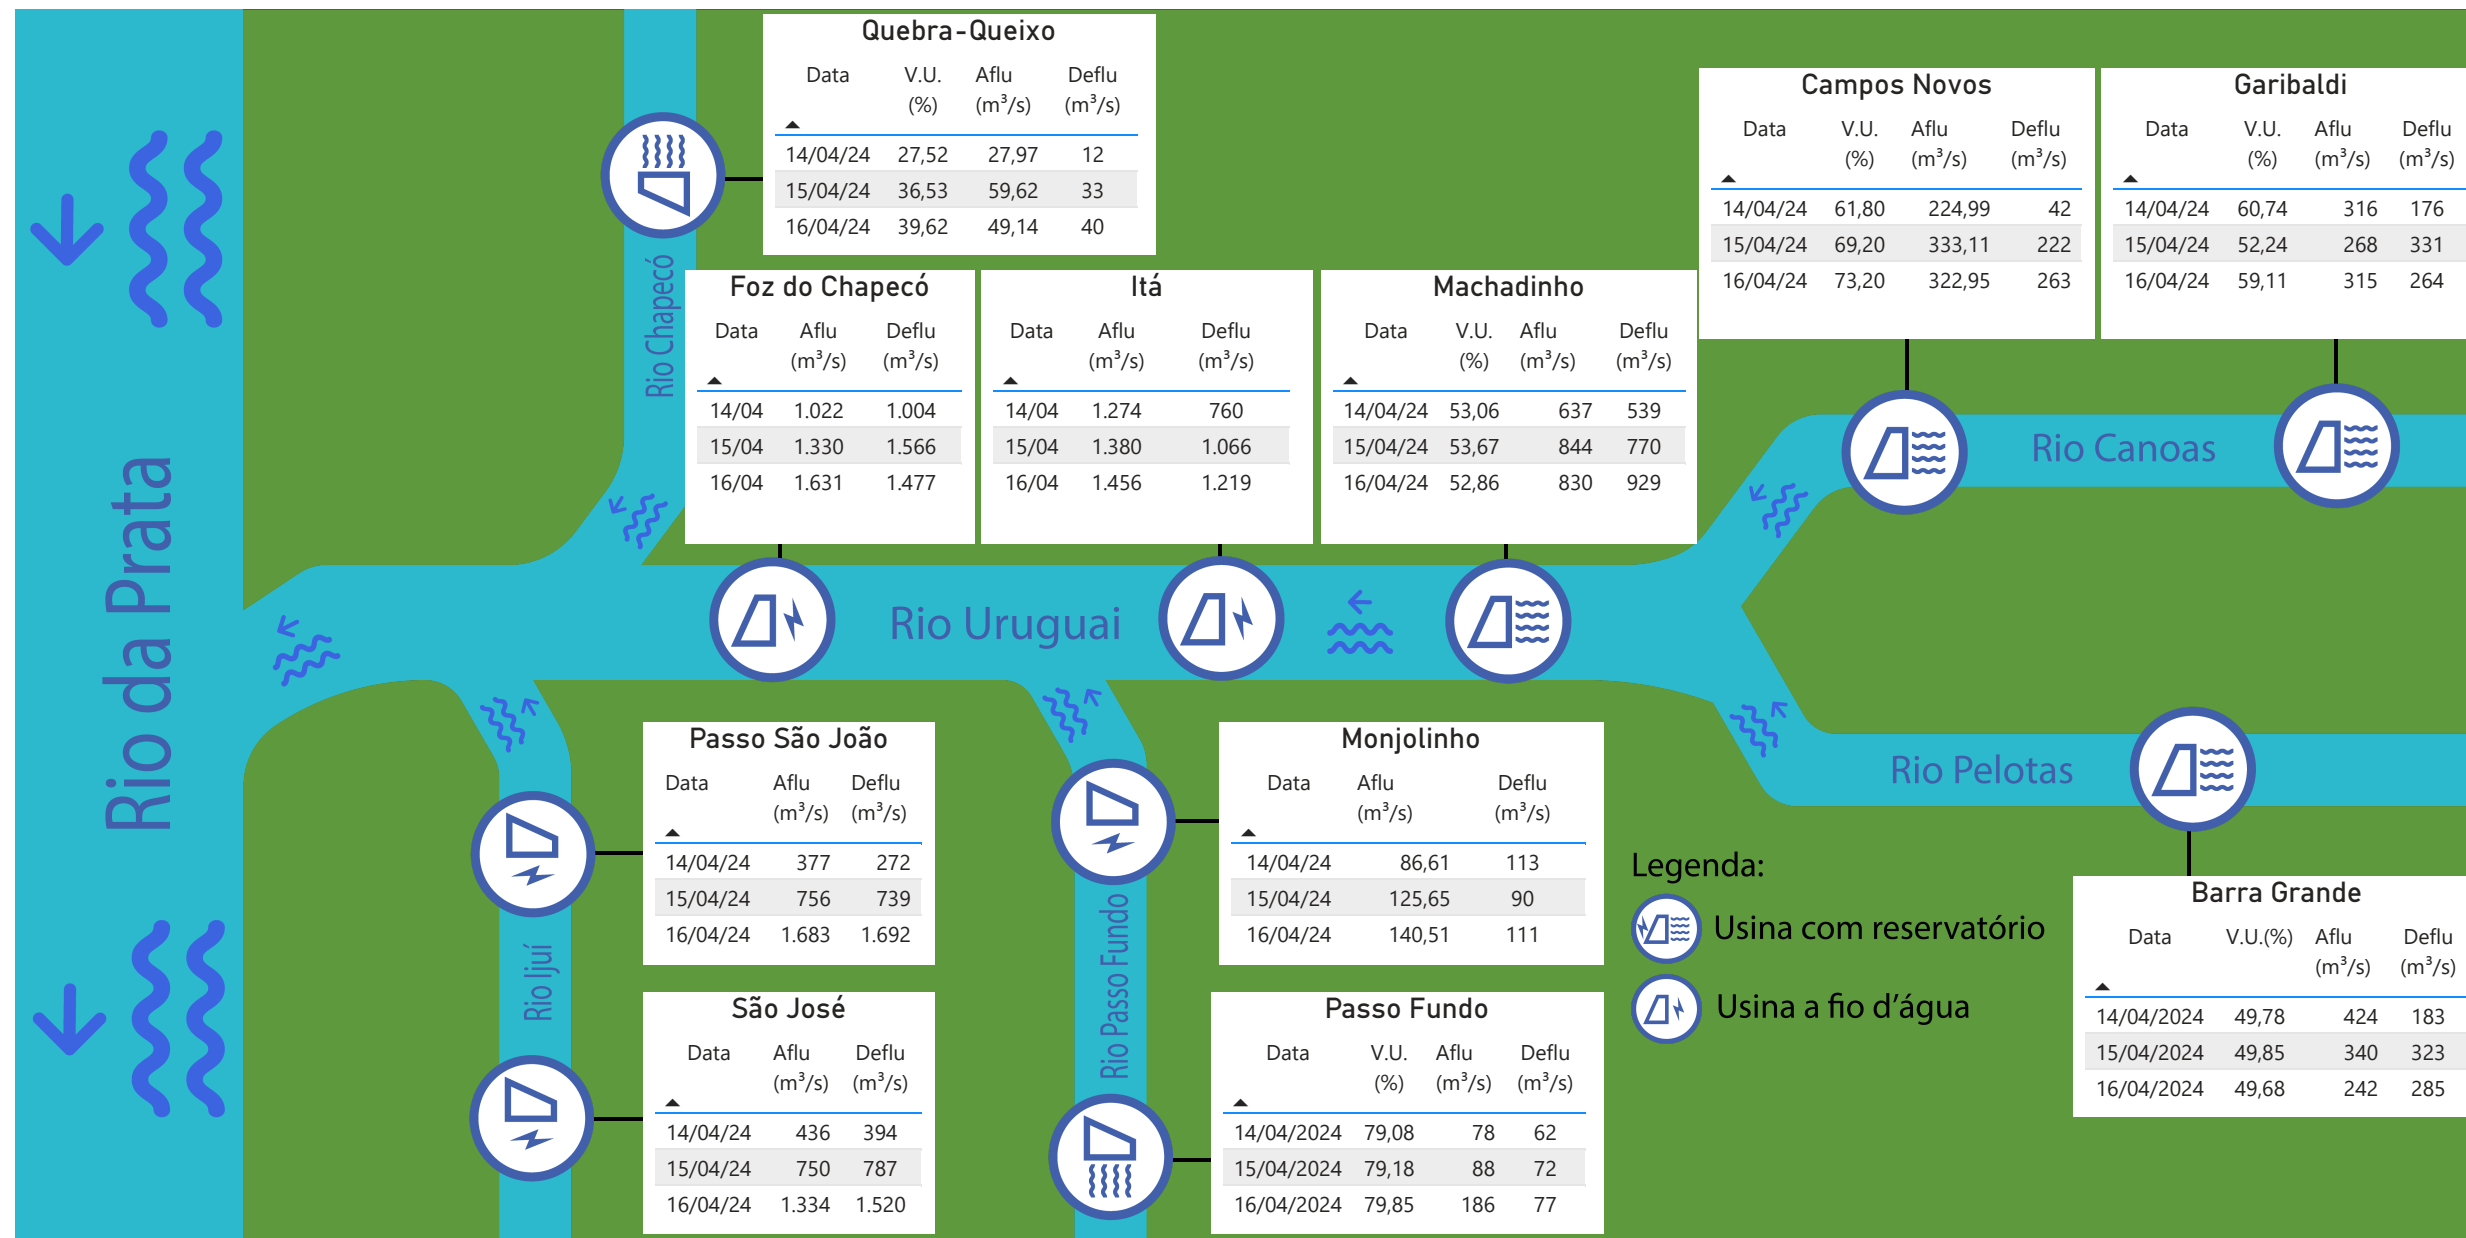 Quebra-Queixo
Data V.U. (%) Aflu (m³/s) Deflu (m³/s)
14/04/24 27,52 27,97 12
15/04/24 36,53 59,62 33
16/04/24 39,62 49,14 40
Campos Novos
Data V.U. (%) Aflu (m³/s) Deflu (m³/s)
14/04/24 61,80 224,99 42
15/04/24 69,20 333,11 222
16/04/24 73,20 322,95 263
Garibaldi
Data V.U. (%) Aflu (m³/s) Deflu (m³/s)
14/04/24 60,74 316 176
15/04/24 52,24 268 331
16/04/24 59,11 315 264
Rio Chapecó
Foz do Chapecó
Data Aflu (m³/s) Deflu (m³/s)
14/04 1.022 1.004
15/04 1.330 1.566
16/04 1.631 1.477
Itá
Data Aflu (m³/s) Deflu (m³/s)
14/04 1.274 760
15/04 1.380 1.066
16/04 1.456 1.219
Machadinho
Data V.U. (%) Aflu (m³/s) Deflu (m³/s)
14/04/24 53,06 637 539
15/04/24 53,67 844 770
16/04/24 52,86 830 929
Rio Canoas
Rio da Prata
Rio Uruguai
Rio Pelotas
Passo São João
Data Aflu (m³/s) Deflu (m³/s)
14/04/24 377 272
15/04/24 756 739
16/04/24 1.683 1.692
Monjolinho
Data Aflu (m³/s) Deflu (m³/s)
14/04/24 86,61 113
15/04/24 125,65 90
16/04/24 140,51 111
Legenda:
Usina com reservatório
Usina a fio d’água
Barra Grande
Data V.U.(%) Aflu (m³/s) Deflu (m³/s)
14/04/2024 49,78 424 183
15/04/2024 49,85 340 323
16/04/2024 49,68 242 285
Rio Ijuí
São José
Data Aflu (m³/s) Deflu (m³/s)
14/04/24 436 394
15/04/24 750 787
16/04/24 1.334 1.520
Rio Passo Fundo
Passo Fundo
Data V.U. (%) Aflu (m³/s) Deflu (m³/s)
14/04/2024 79,08 78 62
15/04/2024 79,18 88 72
16/04/2024 79,85 186 77